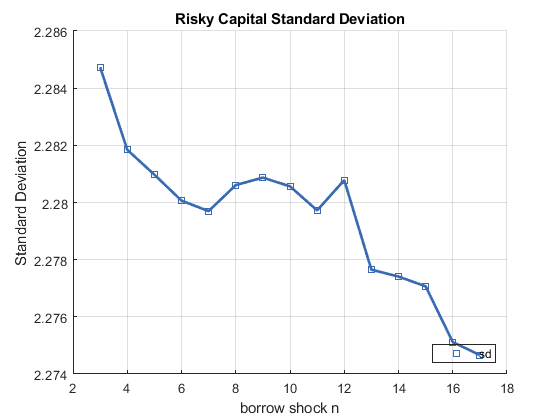 Risky Capital Standard Deviation
2.286
2.284
2.282
2.28
2.278
2.276
2.274
Standard Deviation
sd
2 4 6 8 10 12 14 16 18
borrow shock n